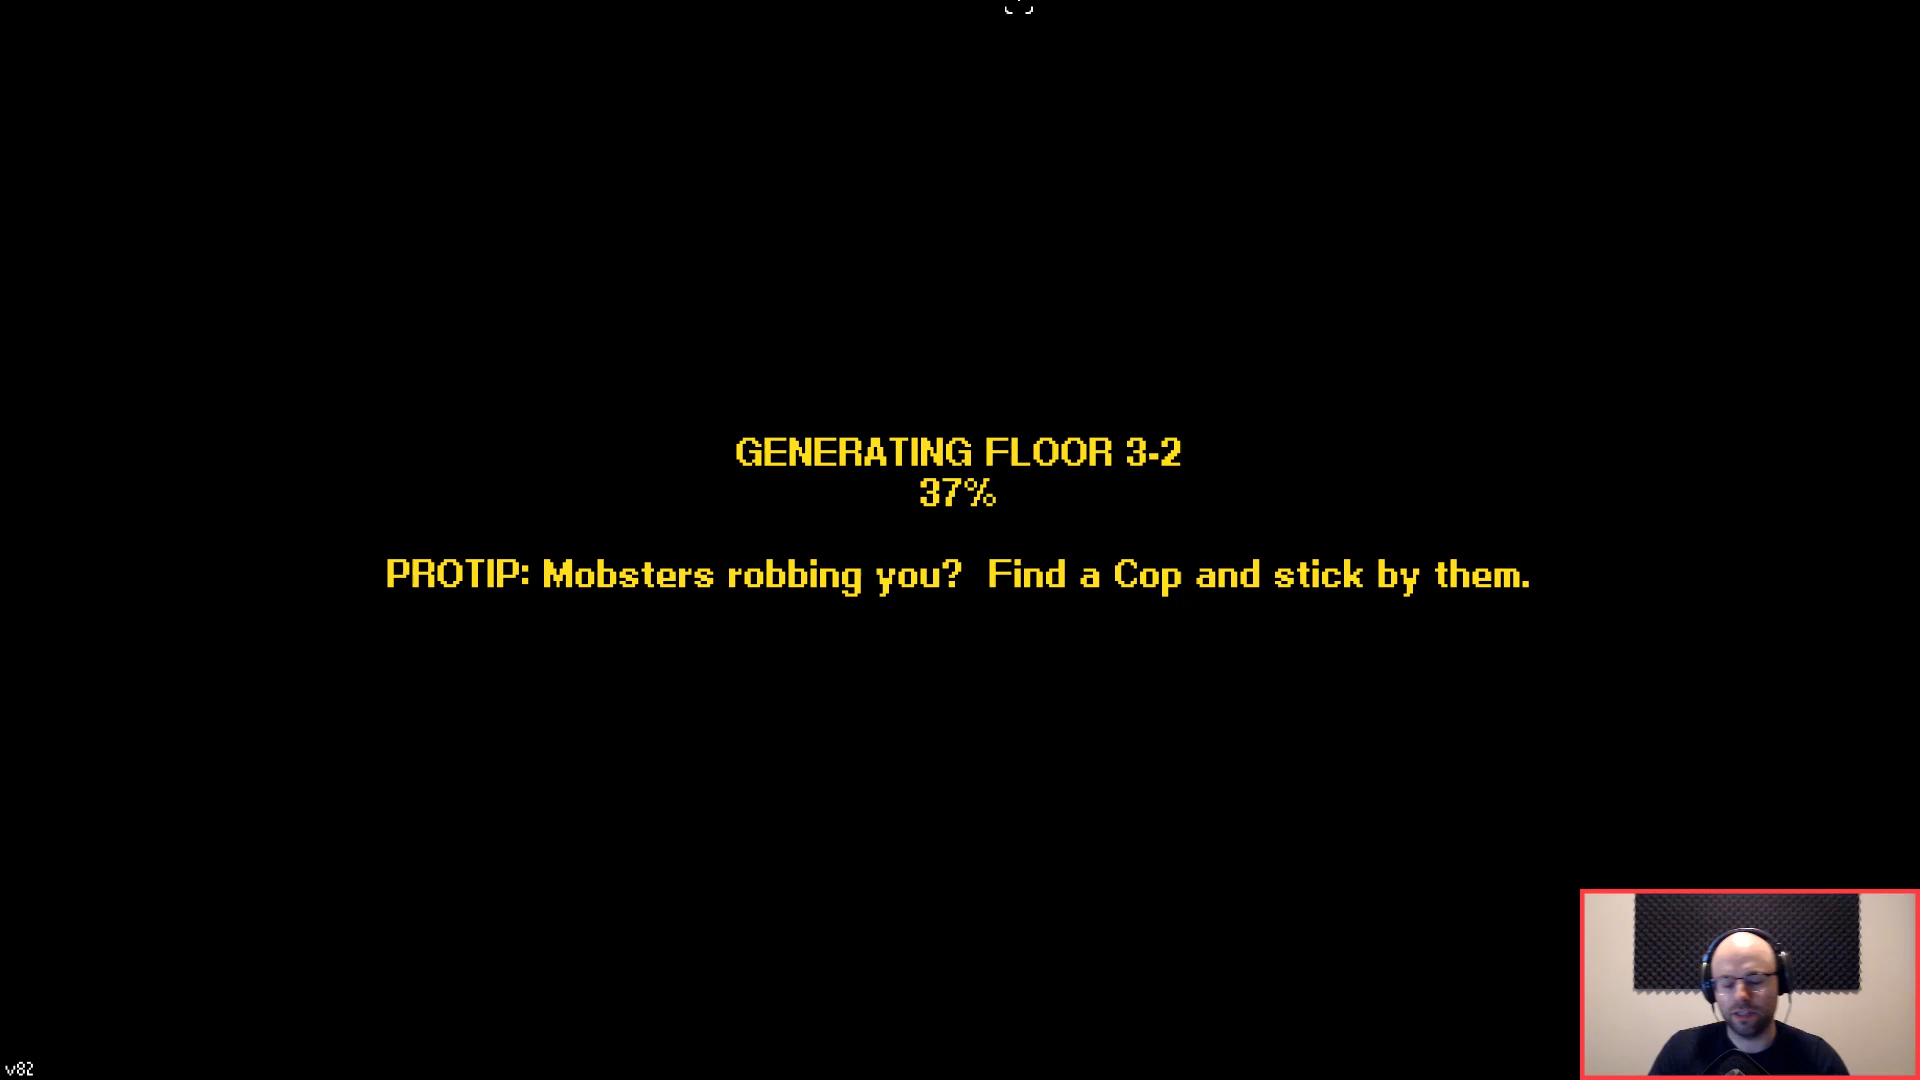 GENERATING FLOOR 3-2
37%
PROTIP: Mobsters robbing you?  Find a Cop and stick by them.
v82